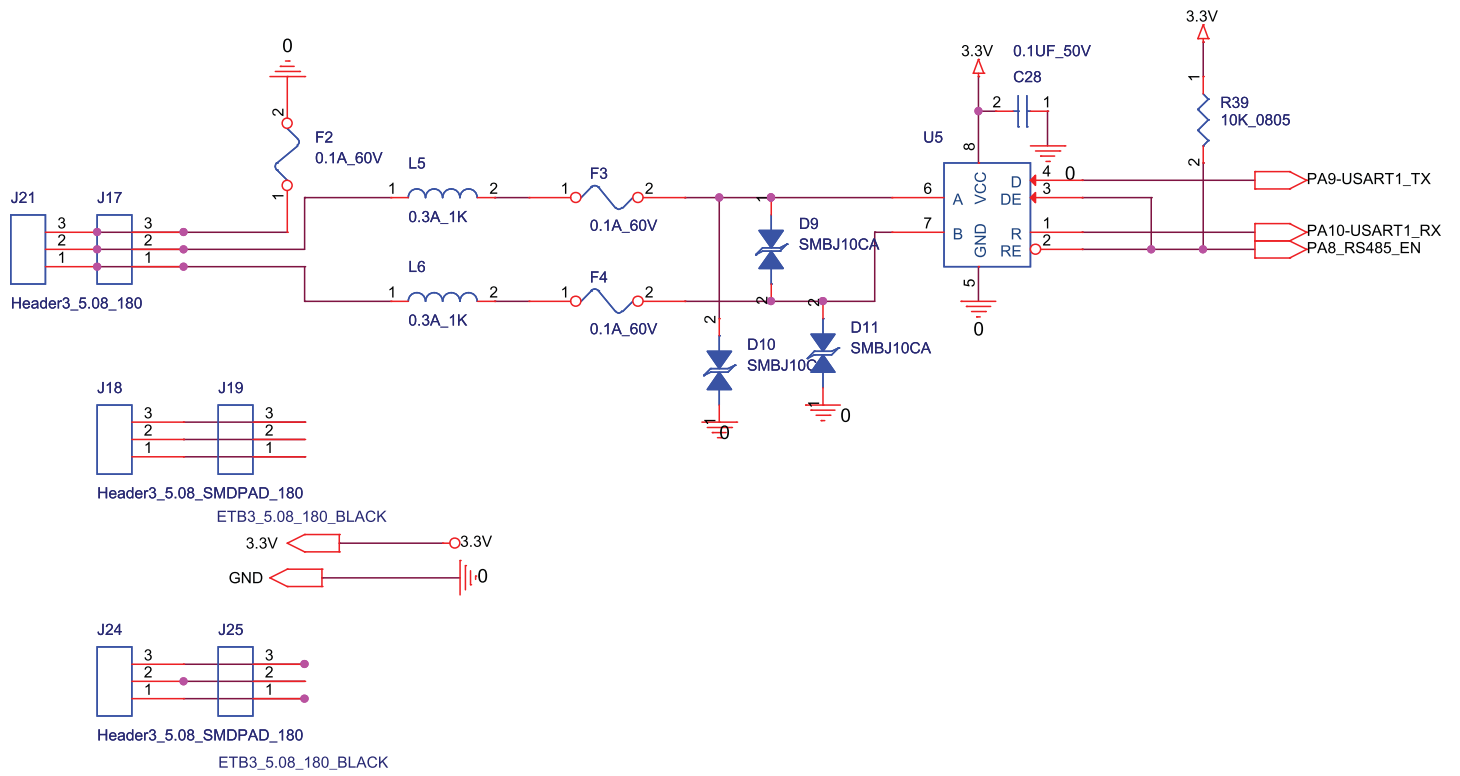 3.3V
0
3.3V
0.1UF_50V
C28
2
1
1
R39
10K_0805
2
2
F2
0.1A_60V
1
U5
8
L5
1
2
0.3A_1K
F3
1
2
0.1A_60V
6
A
VCC
D
4
0
PA9-USART1_TX
DE
3
J21
J17
3
3
2
2
1
1
Header3_5.08_180
1
D9
SMBJ10CA
2
7
B
GND
R
1
PA10-USART1_RX
RE
2
PA8_RS485_EN
5
0
L6
1
2
0.3A_1K
F4
1
2
0.1A_60V
2
D10
SMBJ10C
1
0
2
D11
SMBJ10CA
1
0
J18
J19
3
3
2
2
1
1
Header3_5.08_SMDPAD_180
ETB3_5.08_180_BLACK
3.3V
3.3V
GND
0
J24
J25
3
3
2
2
1
1
Header3_5.08_SMDPAD_180
ETB3_5.08_180_BLACK